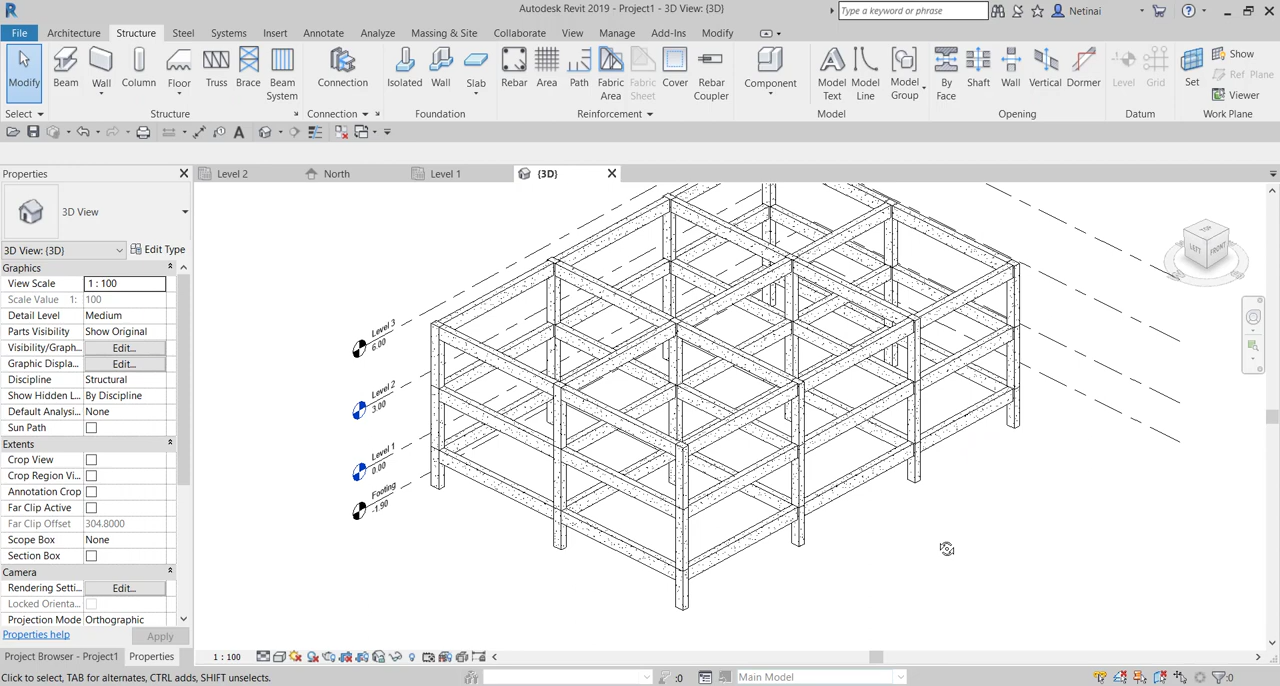 Autodesk Revit 2019 - Project1 - 3D View: {3D}
Type a keyword or phrase
Netinai
File Architecture Structure Steel Systems Insert Annotate Analyze Massing & Site Collaborate View Manage Add-Ins Modify
Modify Beam Wall Column Floor Truss Brace Beam System Connection Isolated Wall Slab Rebar Area Path Fabric Area Fabric Sheet Cover Rebar Coupler Component Model Text Model Line Model Group By Face Shaft Wall Vertical Dormer Level Grid Set Show Ref Plane Viewer
Select Structure Connection Foundation Reinforcement Model Opening Datum Work Plane
Properties
Level 2 North Level 1 {3D}
3D View
3D View: {3D} Edit Type
Graphics
View Scale 1 : 100
Scale Value 1: 100
Detail Level Medium
Parts Visibility Show Original
Visibility/Graph... Edit...
Graphic Displa... Edit...
Discipline Structural
Show Hidden L... By Discipline
Default Analysi... None
Sun Path
Extents
Crop View
Crop Region Vi...
Annotation Crop
Far Clip Active
Far Clip Offset 304.8000
Scope Box None
Section Box
Camera
Rendering Setti... Edit...
Locked Orienta...
Projection Mode Orthographic
Properties help Apply
Project Browser - Project1 Properties
Level 3
6.00
Level 2
3.00
Level 1
0.00
Footing
-1.90
TOP
LEFT FRONT
1 : 100
Click to select, TAB for alternates, CTRL adds, SHIFT unselects.
:0
Main Model
:0